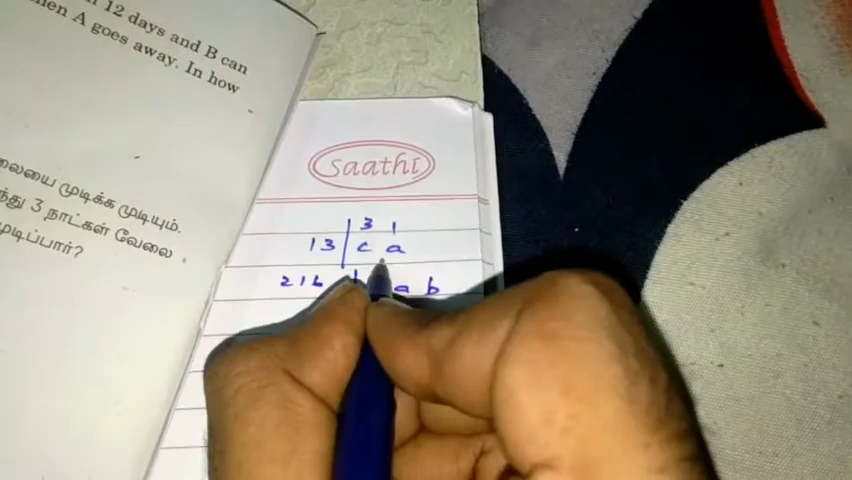 12 days and B can
hen A goes away. In how
லையை முடிக்க முடியும்.
ந்து 3 நாட்கள் வேலை
முடிப்பார்?
Saathi
3 1
13 c a
216 a b